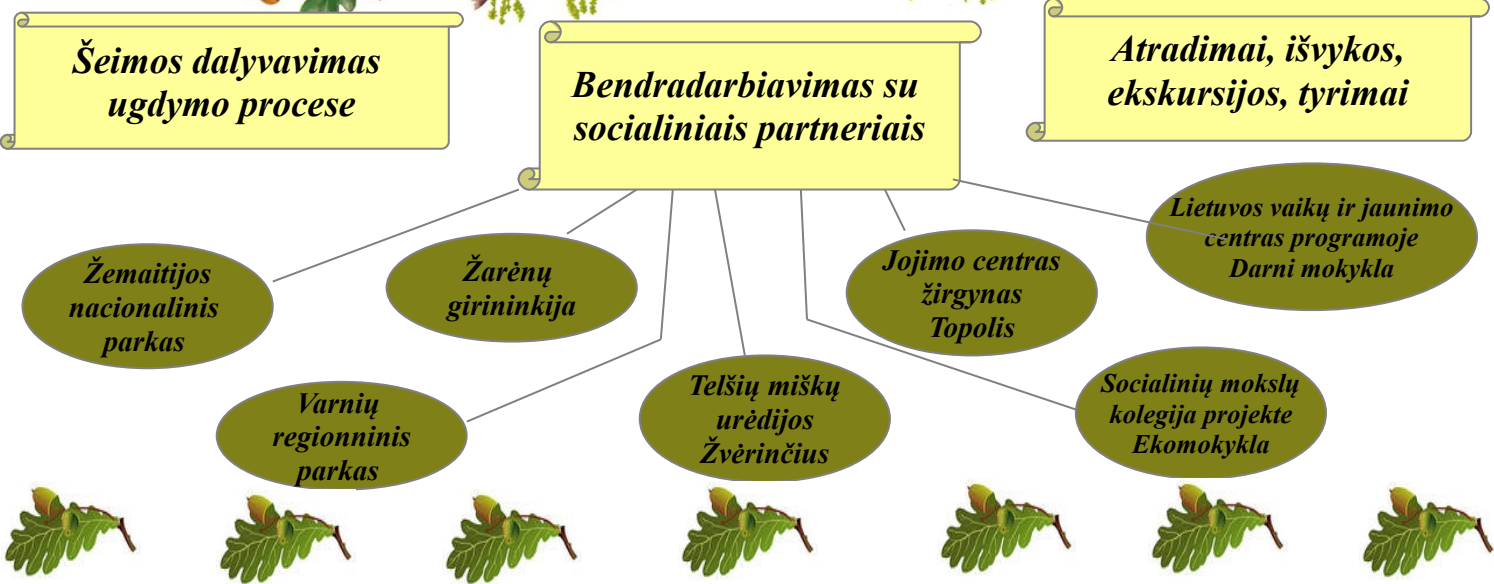 Šeimos dalyvavimas
ugdymo procese
Bendradarbiavimas su
socialiniais partneriais
Atradimai, išvykos,
ekskursijos, tyrimai
Žemaitijos
nacionalinis
parkas
Žarėnų
girininkija
Jojimo centras
žirgynas
Topolis
Lietuvos vaikų ir jaunimo
centras programoje
Darni mokykla
Varnių
regionninis
parkas
Telšių miškų
urėdijos
Žvėrinčius
Socialinių mokslų
kolegija projekte
Ekomokykla